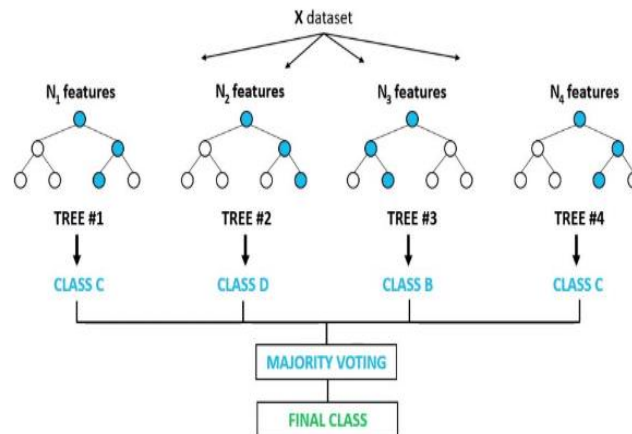 X dataset
N₁ features N₂ features N₃ features N₄ features
TREE #1 TREE #2 TREE #3 TREE #4
CLASS C CLASS D CLASS B CLASS C
MAJORITY VOTING
FINAL CLASS